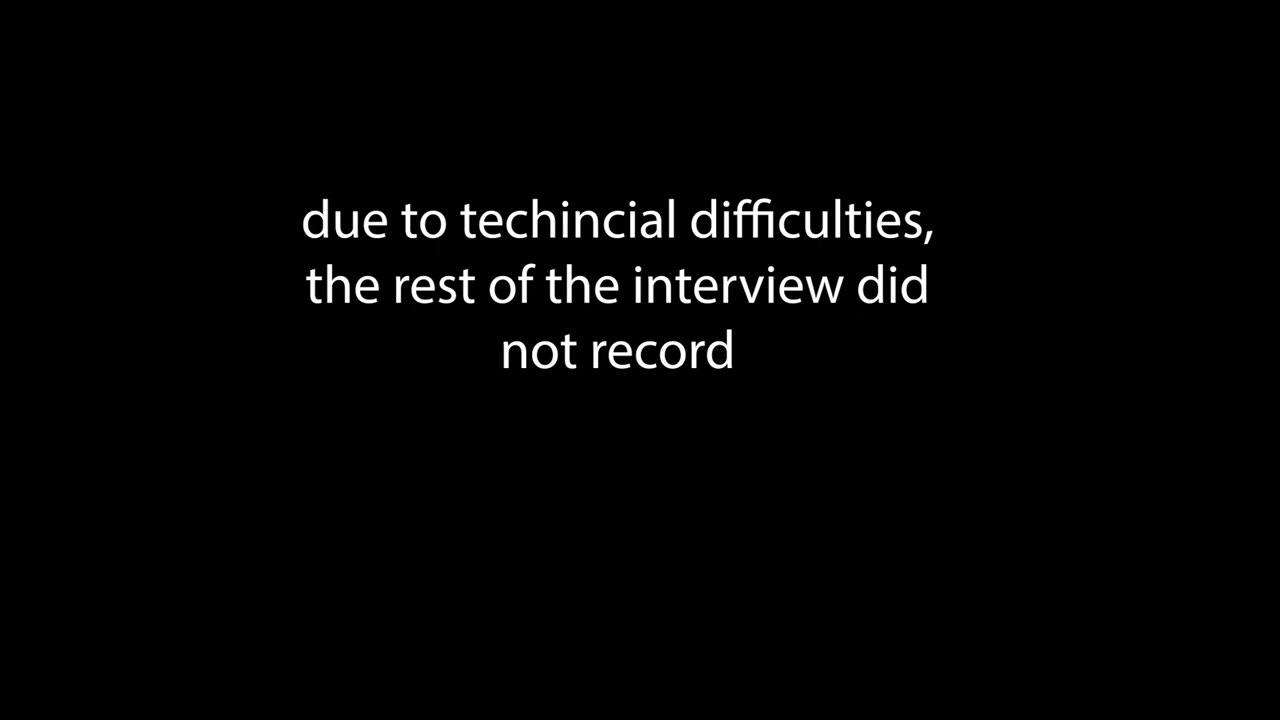 due to techincial difficulties,
the rest of the interview did
not record